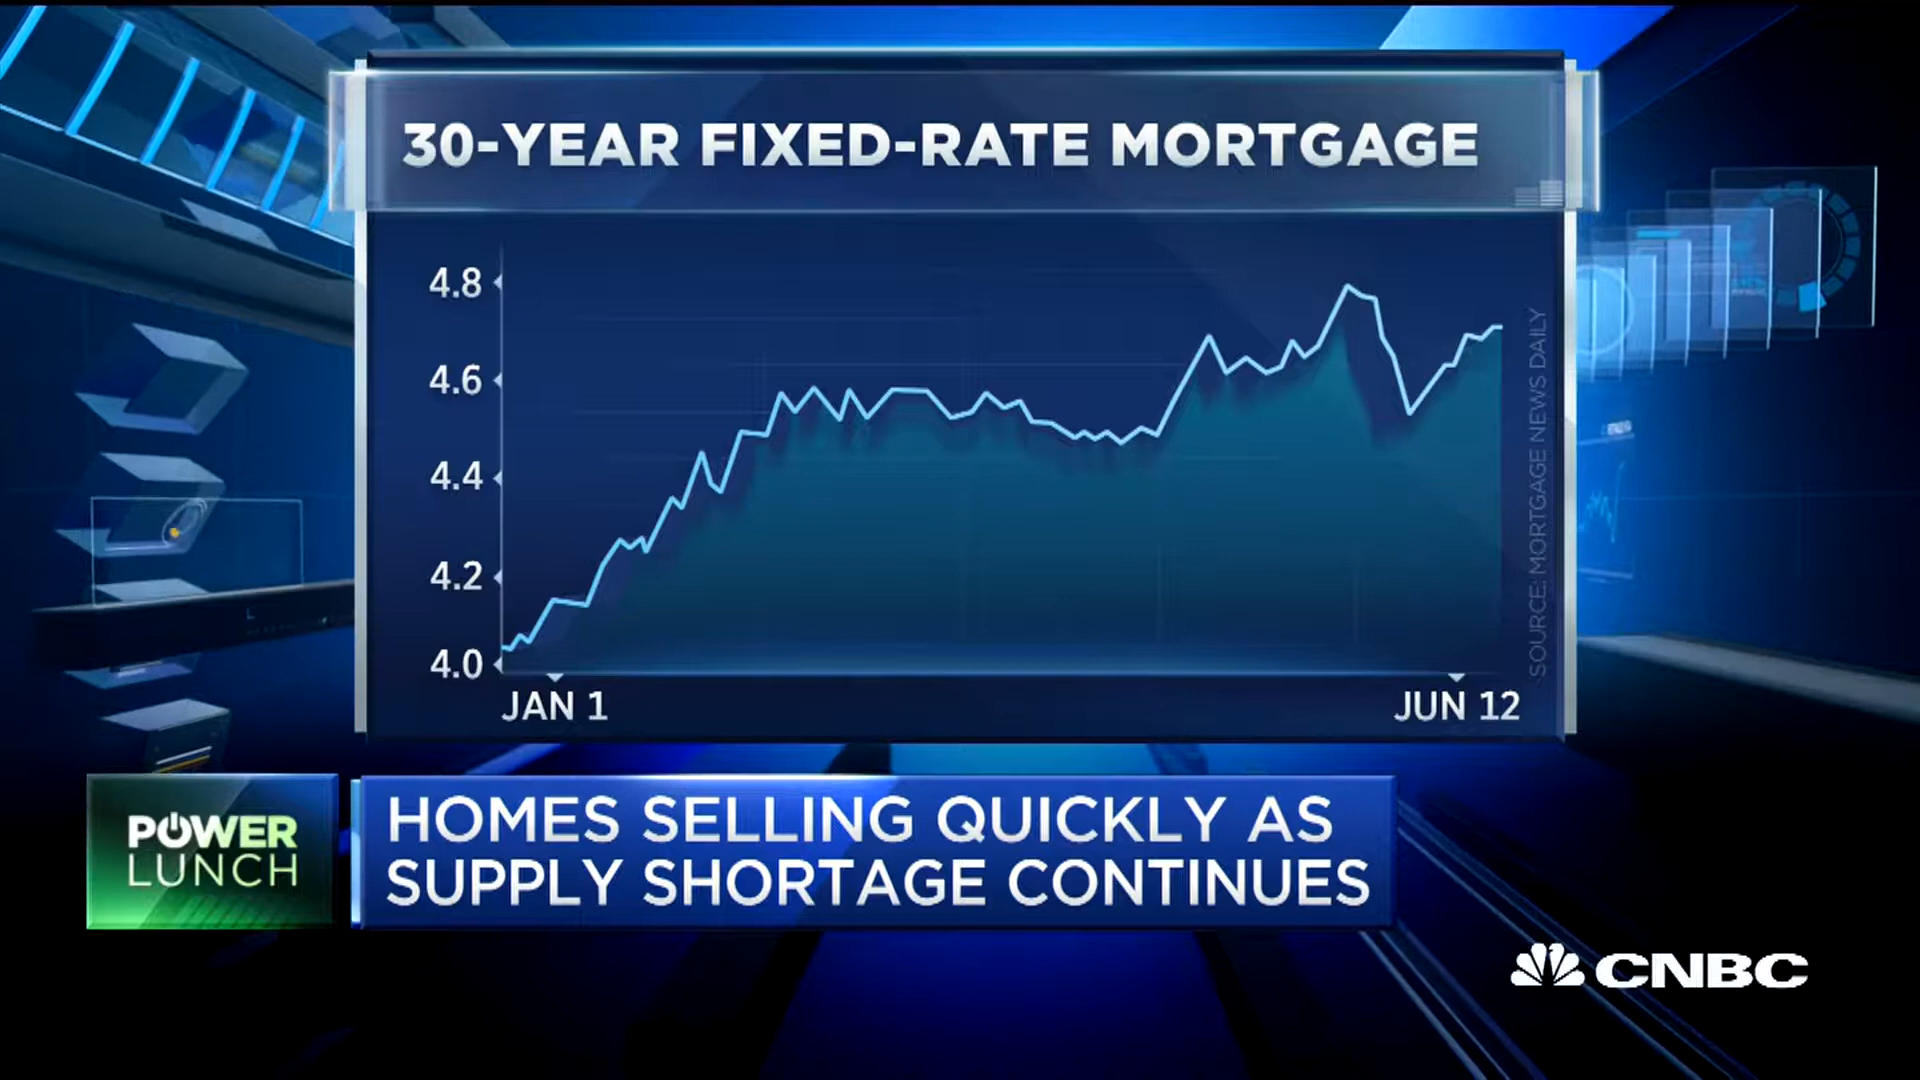 30-YEAR FIXED-RATE MORTGAGE
4.8
4.6
4.4
4.2
4.0
JAN 1
JUN 12
SOURCE: MORTGAGE NEWS DAILY
POWER
LUNCH
HOMES SELLING QUICKLY AS
SUPPLY SHORTAGE CONTINUES
CNBC